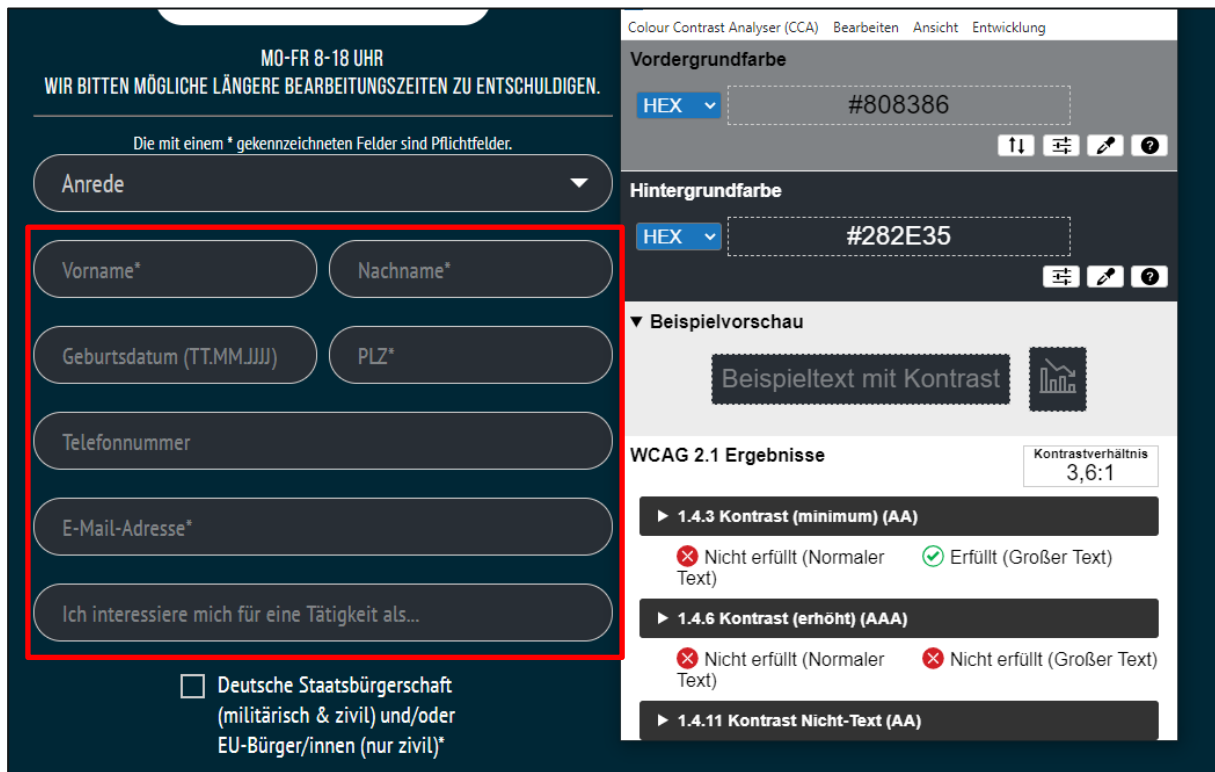 MO-FR 8-18 UHR
WIR BITTEN MÖGLICHE LÄNGERE BEARBEITUNGSZEITEN ZU ENTSCHULDIGEN.
Die mit einem * gekennzeichneten Felder sind Pflichtfelder.
Anrede
Vorname*
Nachname*
Geburtsdatum (TT.MM.JJJJ)
PLZ*
Telefonnummer
E-Mail-Adresse*
Ich interessiere mich für eine Tätigkeit als...
Deutsche Staatsbürgerschaft
(militärisch & zivil) und/oder
EU-Bürger/innen (nur zivil)*
Colour Contrast Analyser (CCA) Bearbeiten Ansicht Entwicklung
Vordergrundfarbe
HEX
#808386
Hintergrundfarbe
HEX
#282E35
▼ Beispielvorschau
Beispieltext mit Kontrast
WCAG 2.1 Ergebnisse
Kontrastverhältnis
3,6:1
▶ 1.4.3 Kontrast (minimum) (AA)
Nicht erfüllt (Normaler
Text)
Erfüllt (Großer Text)
▶ 1.4.6 Kontrast (erhöht) (AAA)
Nicht erfüllt (Normaler
Text)
Nicht erfüllt (Großer Text)
▶ 1.4.11 Kontrast Nicht-Text (AA)